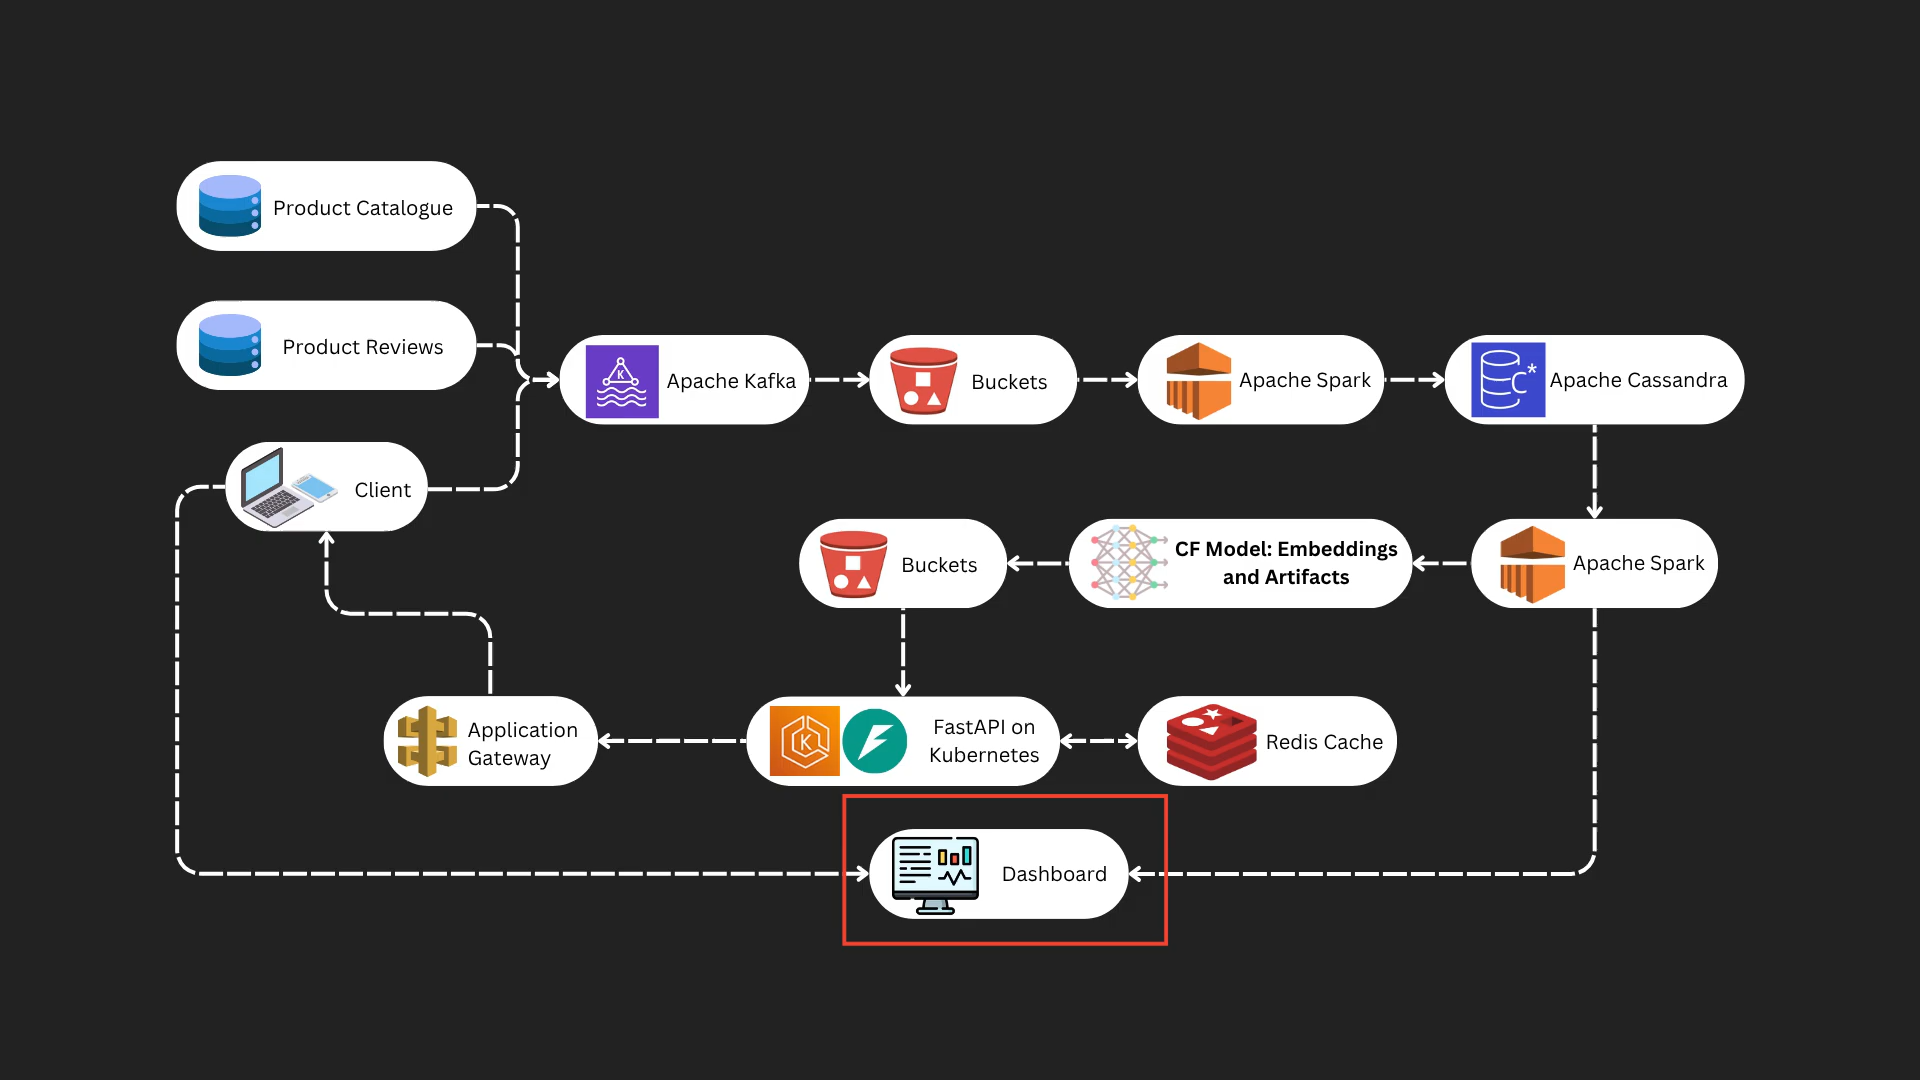 Product Catalogue
Product Reviews
K
Apache Kafka
Buckets
Apache Spark
C*
Apache Cassandra
Client
Buckets
CF Model: Embeddings
and Artifacts
Apache Spark
Application
Gateway
K
FastAPI on
Kubernetes
Redis Cache
Dashboard